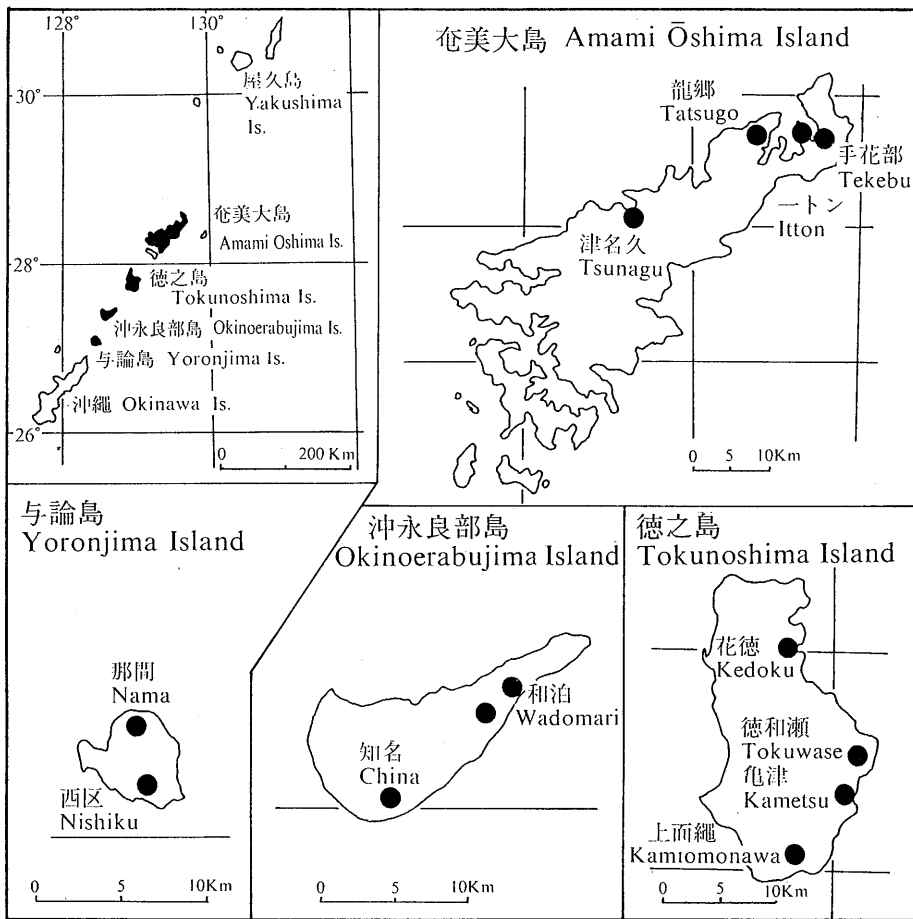 128°
130°
30°
28°
26°
屋久島
Yakushima
Is.
奄美大島
Amami Oshima Is.
徳之島
Tokunoshima Is.
沖永良部島 Okinoerabujima Is.
与論島 Yoronjima Is.
沖繩 Okinawa Is.
0 200 Km
奄美大島 Amami Ōshima Island
龍郷
Tatsugo
手花部
Tekebu
一トン
Itton
津名久
Tsunagu
0 5 10Km
与論島
Yoronjima Island
那間
Nama
西区
Nishiku
0 5 10Km
沖永良部島
Okinoerabujima Island
和泊
Wadomari
知名
China
0 5 10Km
徳之島
Tokunoshima Island
花徳
Kedoku
徳和瀬
Tokuwase
亀津
Kametsu
上面繩
Kamiomonawa
0 5 10Km